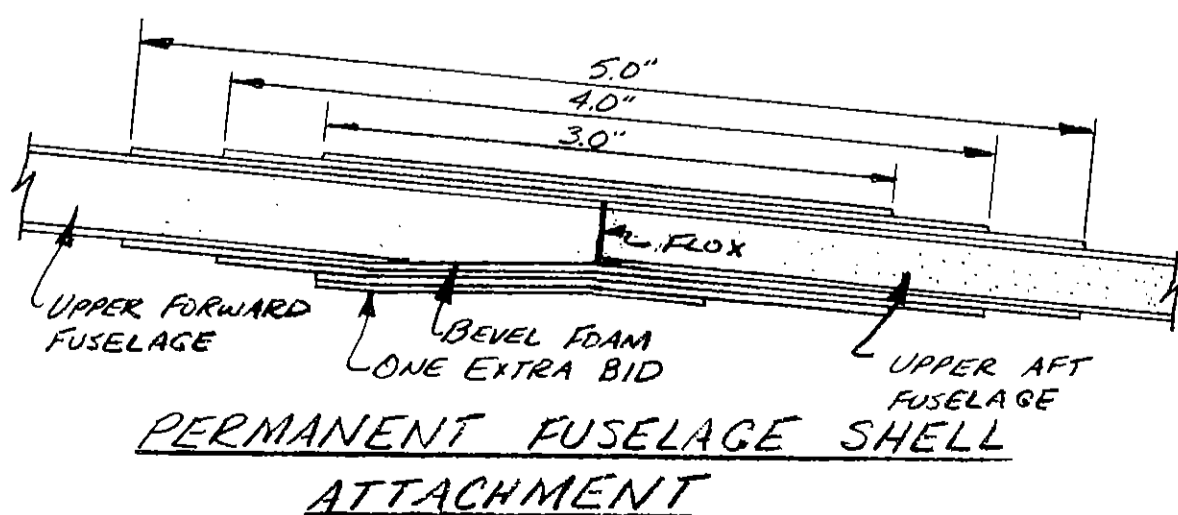 5.0"
4.0"
3.0"
FLOX
UPPER FORWARD
FUSELAGE
BEVEL FOAM
ONE EXTRA BID
UPPER AFT
FUSELAGE
PERMANENT FUSELAGE SHELL
ATTACHMENT